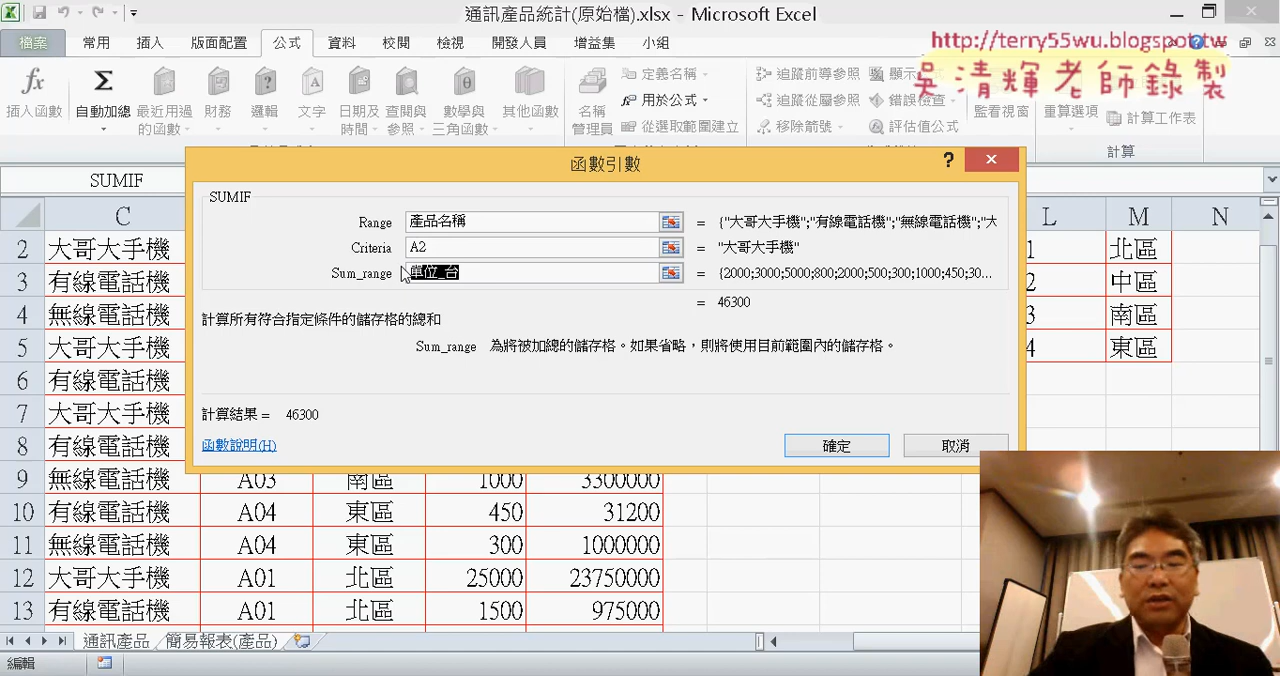 通訊產品統計(原始檔).xlsx - Microsoft Excel
檔案 常用 插入 版面配置 公式 資料 校閱 檢視 開發人員 增益集 小組
http://terry55wu.blogspot.tw
吳清輝老師錄製
插入函數 自動加總 最近用過的函數 財務 邏輯 文字 日期及時間 查閱與參照 數學與三角函數 其他函數 名稱管理員
定義名稱 用於公式 從選取範圍建立
追蹤前導參照 追蹤從屬參照 移除箭號
錯誤檢查 評估值公式 監看視窗 重算選項 計算工作表
計算
SUMIF
函數引數
SUMIF
Range 產品名稱 = {"大哥大手機";"有線電話機";"無線電話機";"大
Criteria A2 = "大哥大手機"
Sum_range 單位_台 = {2000;3000;5000;800;2000;500;300;1000;450;30...
= 46300
計算所有符合指定條件的儲存格的總和
Sum_range 為將被加總的儲存格。如果省略，則將使用目前範圍內的儲存格。
計算結果 = 46300
函數說明(H) 確定 取消
C L M N
2 大哥大手機 1 北區
3 有線電話機 2 中區
4 無線電話機 3 南區
5 大哥大手機 4 東區
6 有線電話機
7 大哥大手機
8 有線電話機
9 無線電話機 A03 南區 1000 3300000
10 有線電話機 A04 東區 450 31200
11 無線電話機 A04 東區 300 1000000
12 大哥大手機 A01 北區 25000 23750000
13 有線電話機 A01 北區 1500 975000
通訊產品 簡易報表(產品)
編輯